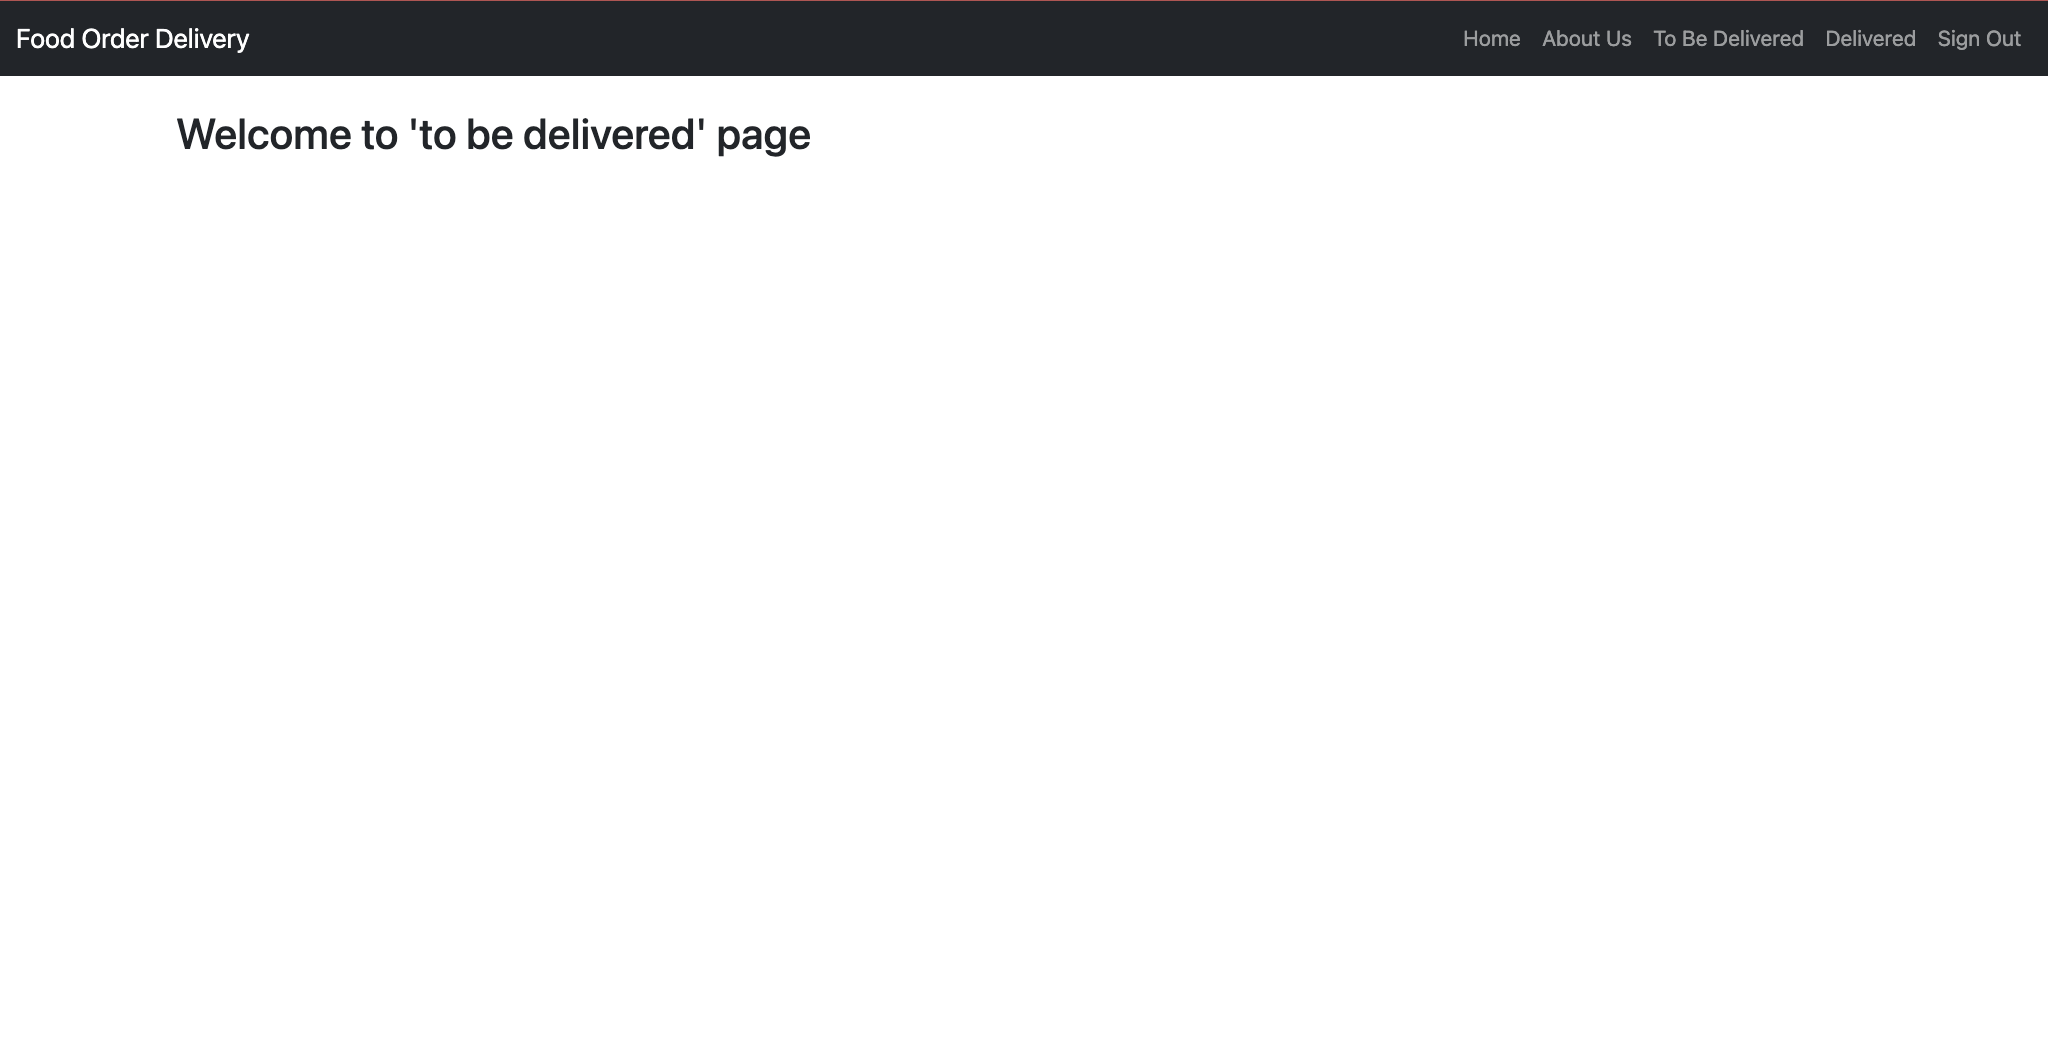 Food Order Delivery
Home About Us To Be Delivered Delivered Sign Out
Welcome to 'to be delivered' page